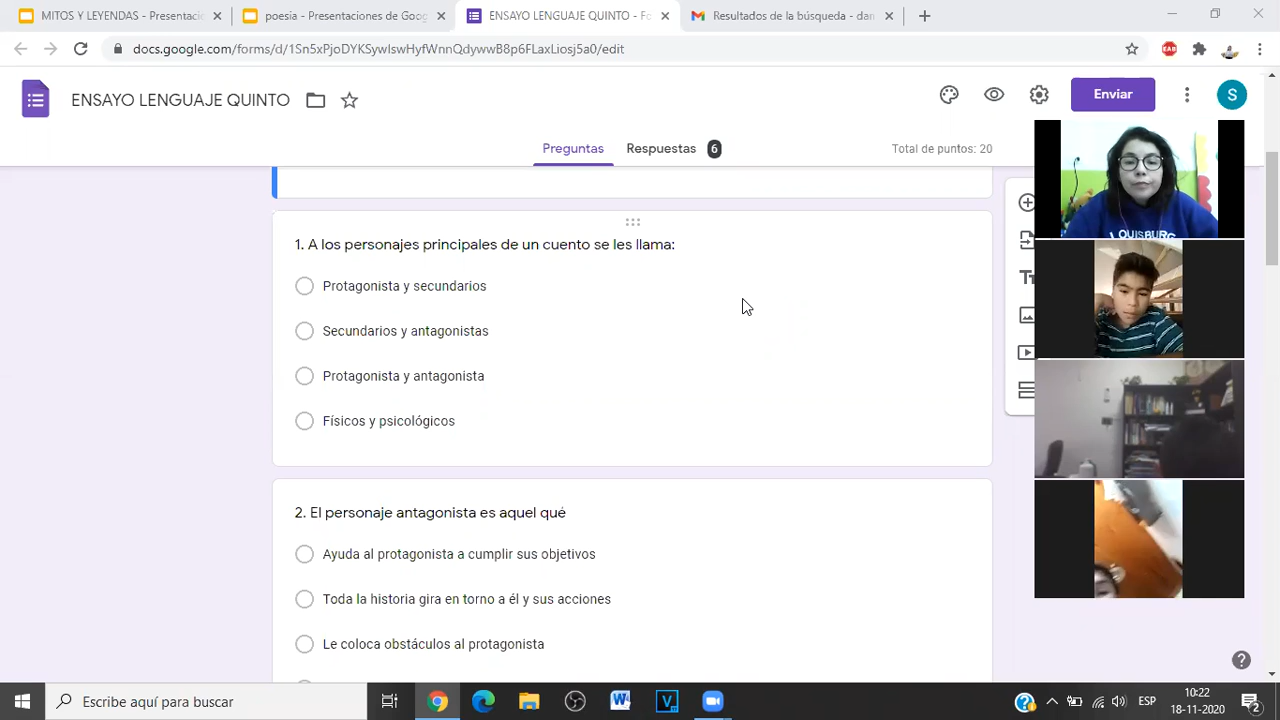 MITOS Y LEYENDAS - Presentaci
poesia - Presentaciones de Goog
ENSAYO LENGUAJE QUINTO - Fo
Resultados de la búsqueda - dan
docs.google.com/forms/d/1Sn5xPjoDYKSywIswHyfWnnQdywwB8p6FLaxLiosj5a0/edit
ENSAYO LENGUAJE QUINTO
Enviar
S
Preguntas
Respuestas 6
Total de puntos: 20
LOUISBURG
1. A los personajes principales de un cuento se les llama:
Protagonista y secundarios
Secundarios y antagonistas
Protagonista y antagonista
Físicos y psicológicos
2. El personaje antagonista es aquel qué
Ayuda al protagonista a cumplir sus objetivos
Toda la historia gira en torno a él y sus acciones
Le coloca obstáculos al protagonista
Escribe aquí para buscar
ESP
10:22
18-11-2020
2